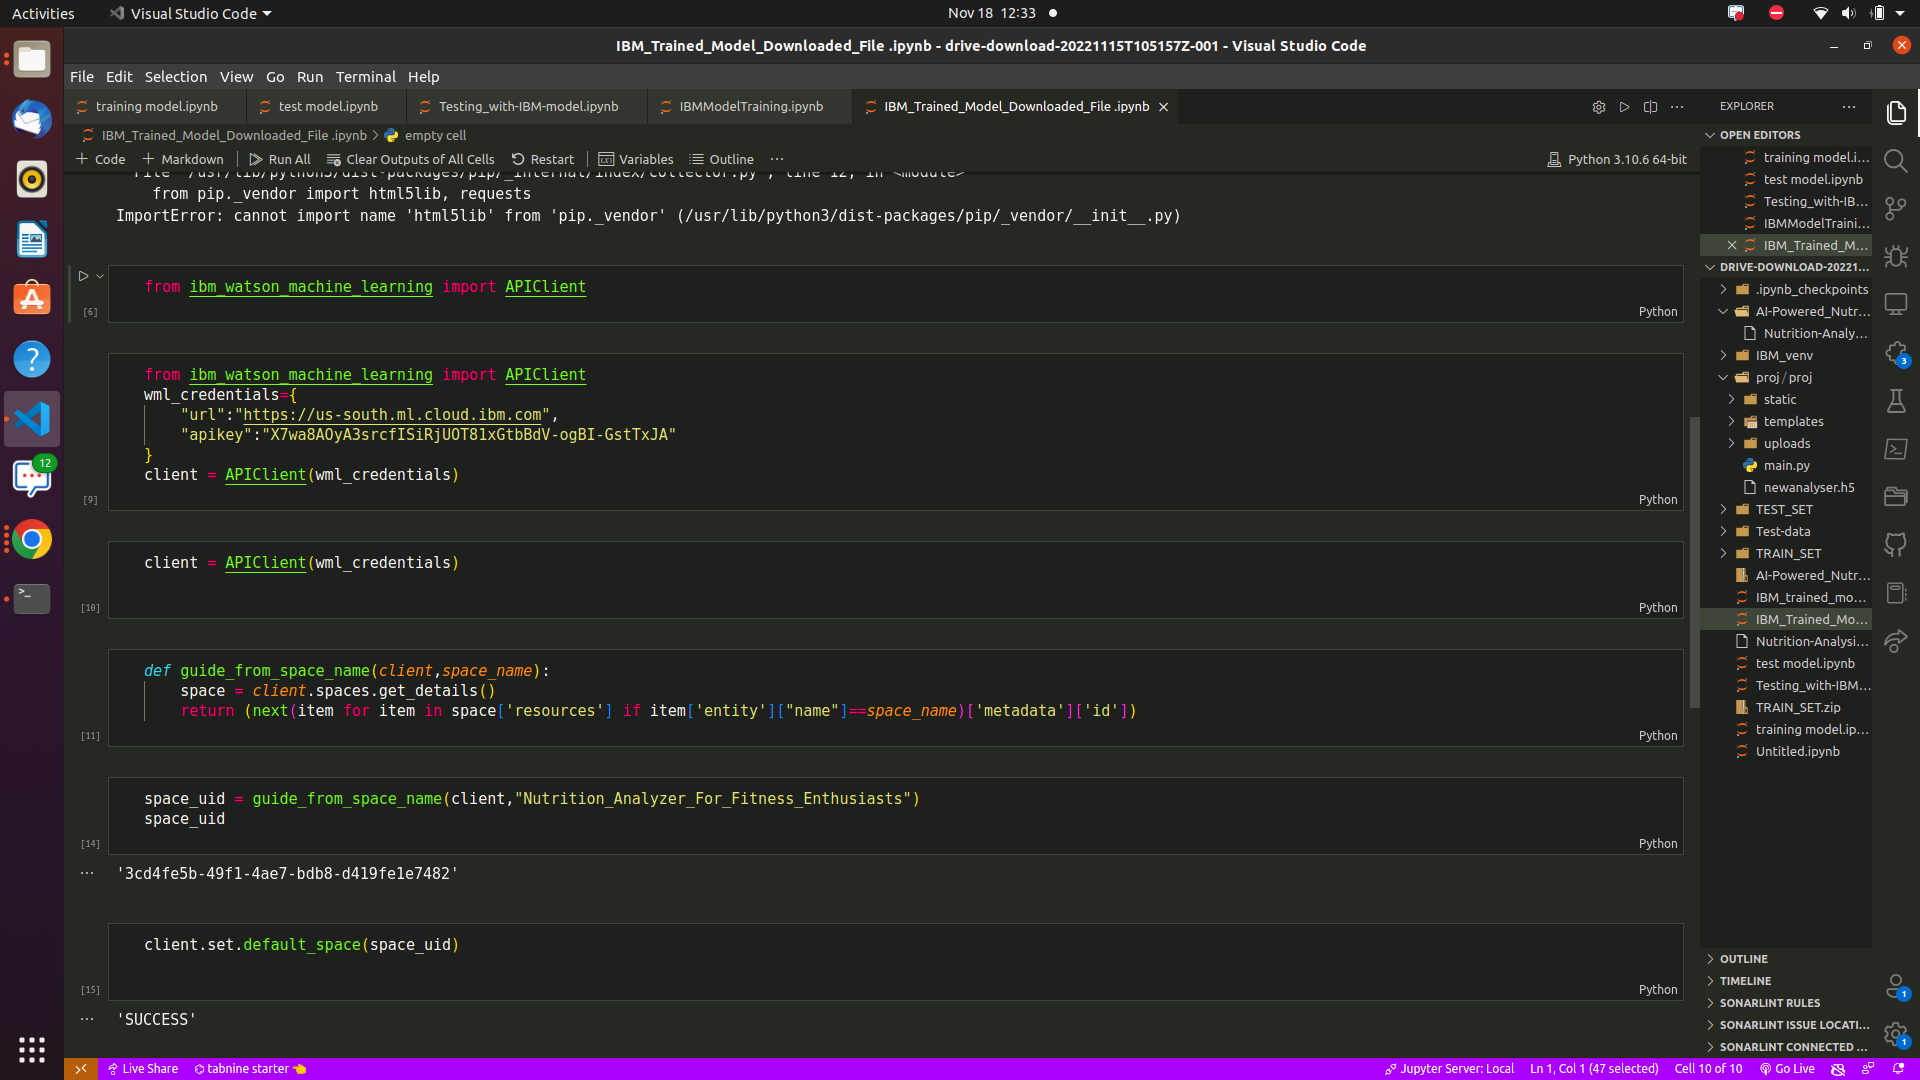 Activities
Visual Studio Code
Nov 18 12:33
IBM_Trained_Model_Downloaded_File .ipynb - drive-download-20221115T105157Z-001 - Visual Studio Code
File Edit Selection View Go Run Terminal Help
training model.ipynb
test model.ipynb
Testing_with-IBM-model.ipynb
IBMModelTraining.ipynb
IBM_Trained_Model_Downloaded_File .ipynb
IBM_Trained_Model_Downloaded_File .ipynb > empty cell
Code
Markdown
Run All
Clear Outputs of All Cells
Restart
Variables
Outline
Python 3.10.6 64-bit
File "/usr/lib/python3/dist-packages/pip/_internal/index/collector.py", line 12, in <module>
from pip._vendor import html5lib, requests
ImportError: cannot import name 'html5lib' from 'pip._vendor' (/usr/lib/python3/dist-packages/pip/_vendor/__init__.py)
from ibm_watson_machine_learning import APIClient
[6]
Python
from ibm_watson_machine_learning import APIClient
wml_credentials={
"url":"https://us-south.ml.cloud.ibm.com",
"apikey":"X7wa8AOyA3srcfISiRjUOT81xGtbBdV-ogBI-GstTxJA"
}
client = APIClient(wml_credentials)
[9]
Python
client = APIClient(wml_credentials)
[10]
Python
def guide_from_space_name(client,space_name):
space = client.spaces.get_details()
return (next(item for item in space['resources'] if item['entity']["name"]==space_name)['metadata']['id'])
[11]
Python
space_uid = guide_from_space_name(client,"Nutrition_Analyzer_For_Fitness_Enthusiasts")
space_uid
[14]
Python
'3cd4fe5b-49f1-4ae7-bdb8-d419fe1e7482'
client.set.default_space(space_uid)
[15]
Python
'SUCCESS'
EXPLORER
OPEN EDITORS
training model.i...
test model.ipynb
Testing_with-IB...
IBMModelTraini...
IBM_Trained_M...
DRIVE-DOWNLOAD-20221...
.ipynb_checkpoints
AI-Powered_Nutr...
Nutrition-Analy...
IBM_venv
proj/proj
static
templates
uploads
main.py
newanalyser.h5
TEST_SET
Test-data
TRAIN_SET
AI-Powered_Nutr...
IBM_trained_mo...
IBM_Trained_Mo...
Nutrition-Analysi...
test model.ipynb
Testing_with-IBM...
TRAIN_SET.zip
training model.ip...
Untitled.ipynb
OUTLINE
TIMELINE
SONARLINT RULES
SONARLINT ISSUE LOCATI...
SONARLINT CONNECTED ...
12
3
1
1
Live Share
tabnine starter
Jupyter Server: Local
Ln 1, Col 1 (47 selected)
Cell 10 of 10
Go Live